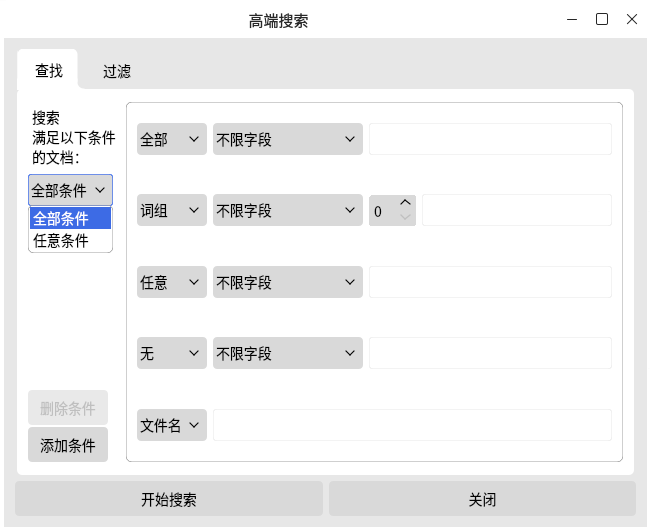 高端搜索
查找 过滤
搜索
满足以下条件
的文档：
全部条件
全部条件
任意条件
删除条件
添加条件
全部 不限字段
词组 不限字段 0
任意 不限字段
无 不限字段
文件名
开始搜索 关闭